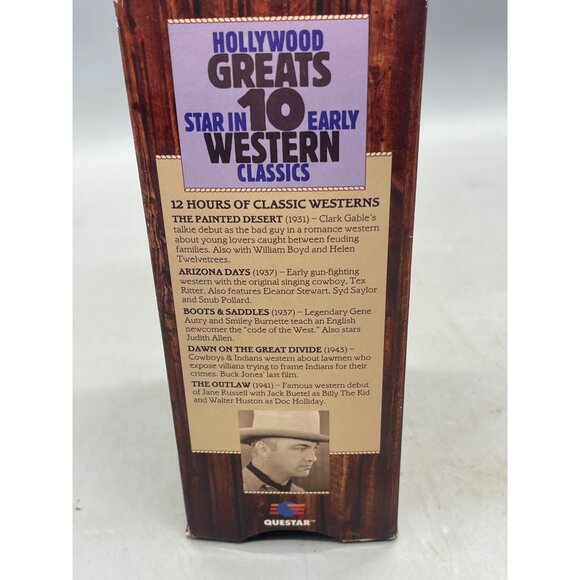 HOLLYWOOD
GREATS
STAR IN 10 EARLY
WESTERN
CLASSICS
12 HOURS OF CLASSIC WESTERNS
THE PAINTED DESERT (1931) – Clark Gable's
talkie debut as the bad guy in a romance western
about young lovers caught between feuding
families. Also with William Boyd and Helen
Twelvetrees.
ARIZONA DAYS (1937) – Early gun-fighting
western with the original singing cowboy, Tex
Ritter. Also features Eleanor Stewart, Syd Saylor
and Snub Pollard.
BOOTS & SADDLES (1937) – Legendary Gene
Autry and Smiley Burnette teach an English
newcomer the "code of the West." Also stars
Judith Allen.
DAWN ON THE GREAT DIVIDE (1943) –
Cowboys & Indians western about lawmen who
expose villians trying to frame Indians for their
crimes. Buck Jones' last film.
THE OUTLAW (1941) – Famous western debut
of Jane Russell with Jack Buetel as Billy The Kid
and Walter Huston as Doc Holliday.
QUESTAR™